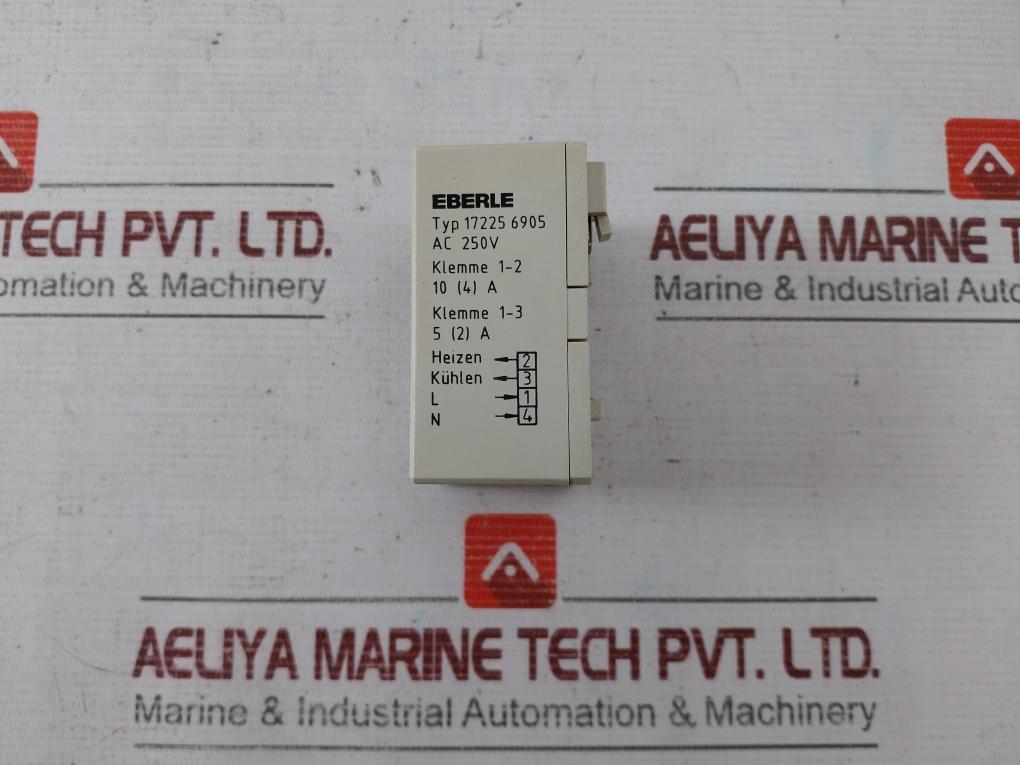 EBERLE
Typ 17225 6905
AC 250V
Klemme 1-2
10 (4) A
Klemme 1-3
5 (2) A
Heizen 2
Kühlen 3
L 1
N 4
TECH PVT. LTD.
omation & Machinery
AELIYA MARINE T
Marine & Industrial Auto
AELIYA MARINE TECH PVT. LTD.
Marine & Industrial Automation & Machinery